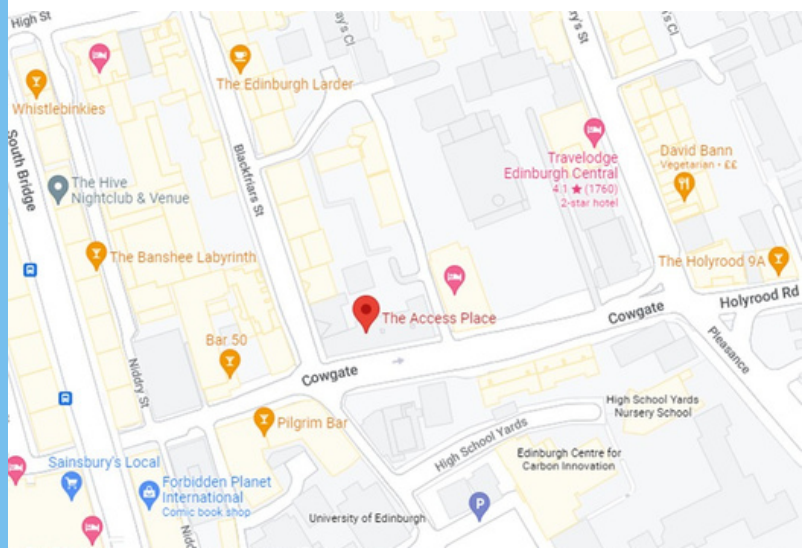 High St
Whistlebinkies
The Edinburgh Larder
South Bridge
The Hive
Nightclub & Venue
The Banshee Labyrinth
Blackfriars St
Travelodge
Edinburgh Central
4.1 ★ (1760)
2-star hotel
David Bann
Vegetarian • ££
The Holyrood 9A
Holyrood Rd
The Access Place
Cowgate
Pleasance
Bar 50
Niddry St
Cowgate
Pilgrim Bar
High School Yards
Nursery School
High School Yards
Edinburgh Centre for
Carbon Innovation
Sainsbury's Local
Forbidden Planet
International
Comic book shop
University of Edinburgh
P